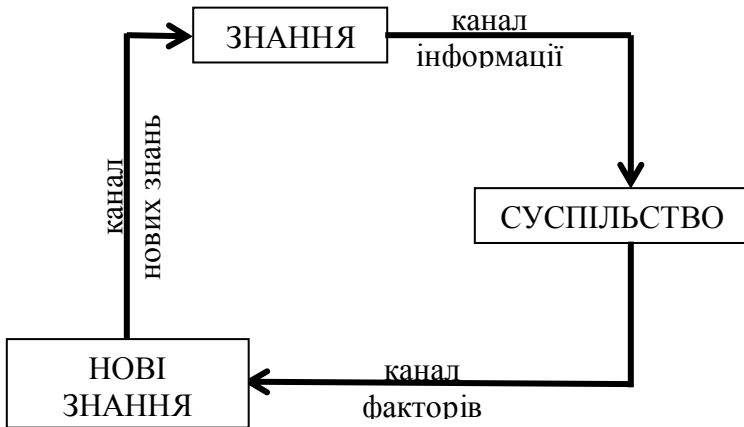 ЗНАННЯ
канал
інформації
СУСПІЛЬСТВО
канал
нових знань
НОВІ
ЗНАННЯ
канал
факторів